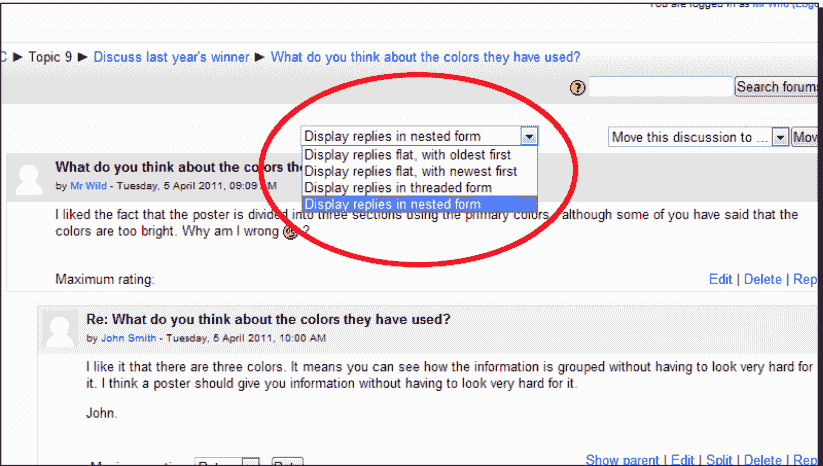 You are logged in as Mr Wild (Logo
C ► Topic 9 ► Discuss last year's winner ► What do you think about the colors they have used?
Search forums
Display replies in nested form
Move this discussion to ...
Mov
Display replies flat, with oldest first
Display replies flat, with newest first
Display replies in threaded form
Display replies in nested form
What do you think about the colors the
by Mr Wild - Tuesday, 5 April 2011, 09:09 AM
I liked the fact that the poster is divided into three sections using the primary colors, although some of you have said that the
colors are too bright. Why am I wrong ?
Maximum rating:
Edit | Delete | Rep
Re: What do you think about the colors they have used?
by John Smith - Tuesday, 5 April 2011, 10:00 AM
I like it that there are three colors. It means you can see how the information is grouped without having to look very hard for
it. I think a poster should give you information without having to look very hard for it.
John.
Show parent | Edit | Split | Delete | Rep